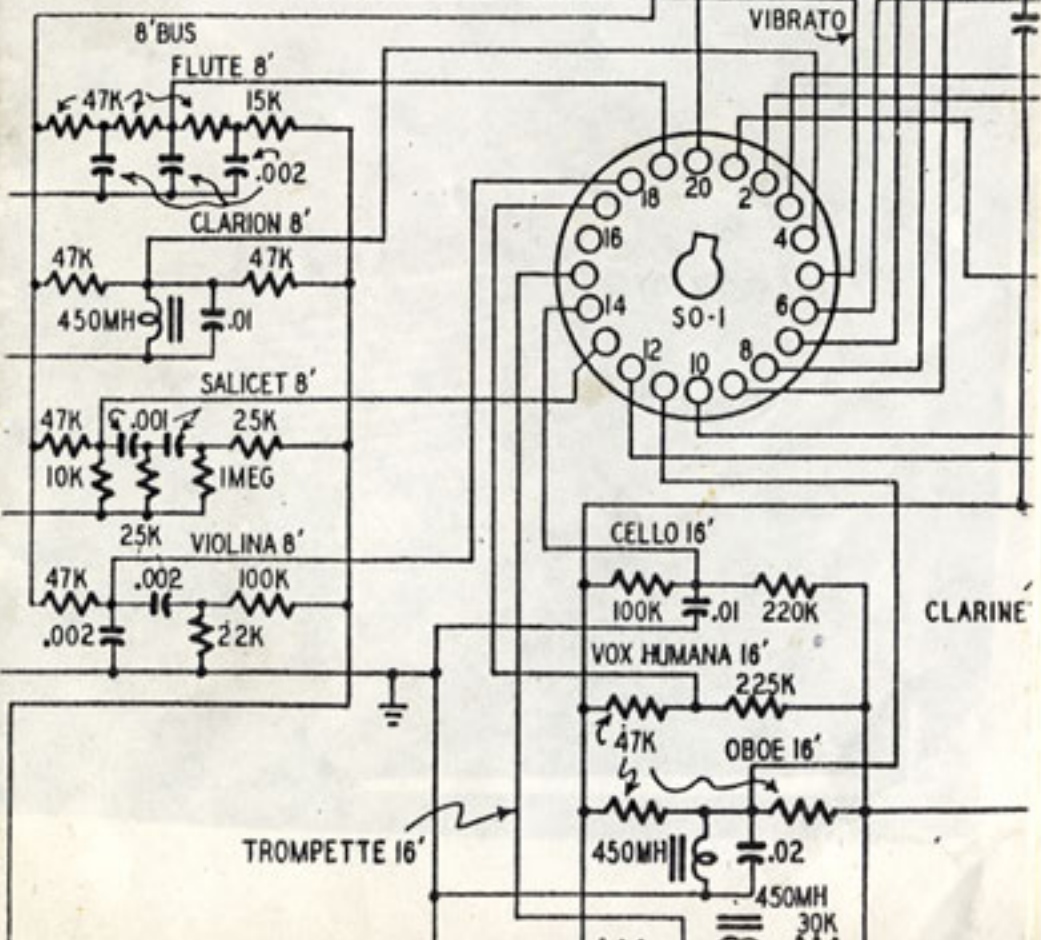 VIBRATO
8'BUS
FLUTE 8'
47K
15K
.002
CLARION 8'
47K
47K
450MH
.01
SALICET 8'
47K
.001
25K
10K
1MEG
25K
VIOLINA 8'
47K
.002
100K
.002
22K
20
2
18
16
4
SO-1
14
6
12
10
8
CELLO 16'
100K
.01
220K
CLARINE
VOX HUMANA 16'
225K
47K
OBOE 16'
TROMPETTE 16'
450MH
.02
450MH
30K